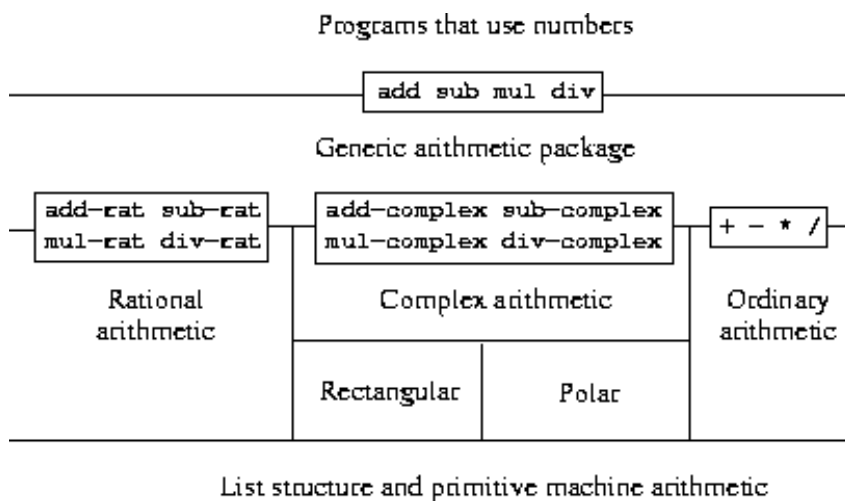 Programs that use numbers
add sub mul div
Generic arithmetic package
add-rat sub-rat
mul-rat div-rat
add-complex sub-complex
mul-complex div-complex
+ - * /
Rational
arithmetic
Complex arithmetic
Ordinary
arithmetic
Rectangular
Polar
List structure and primitive machine arithmetic